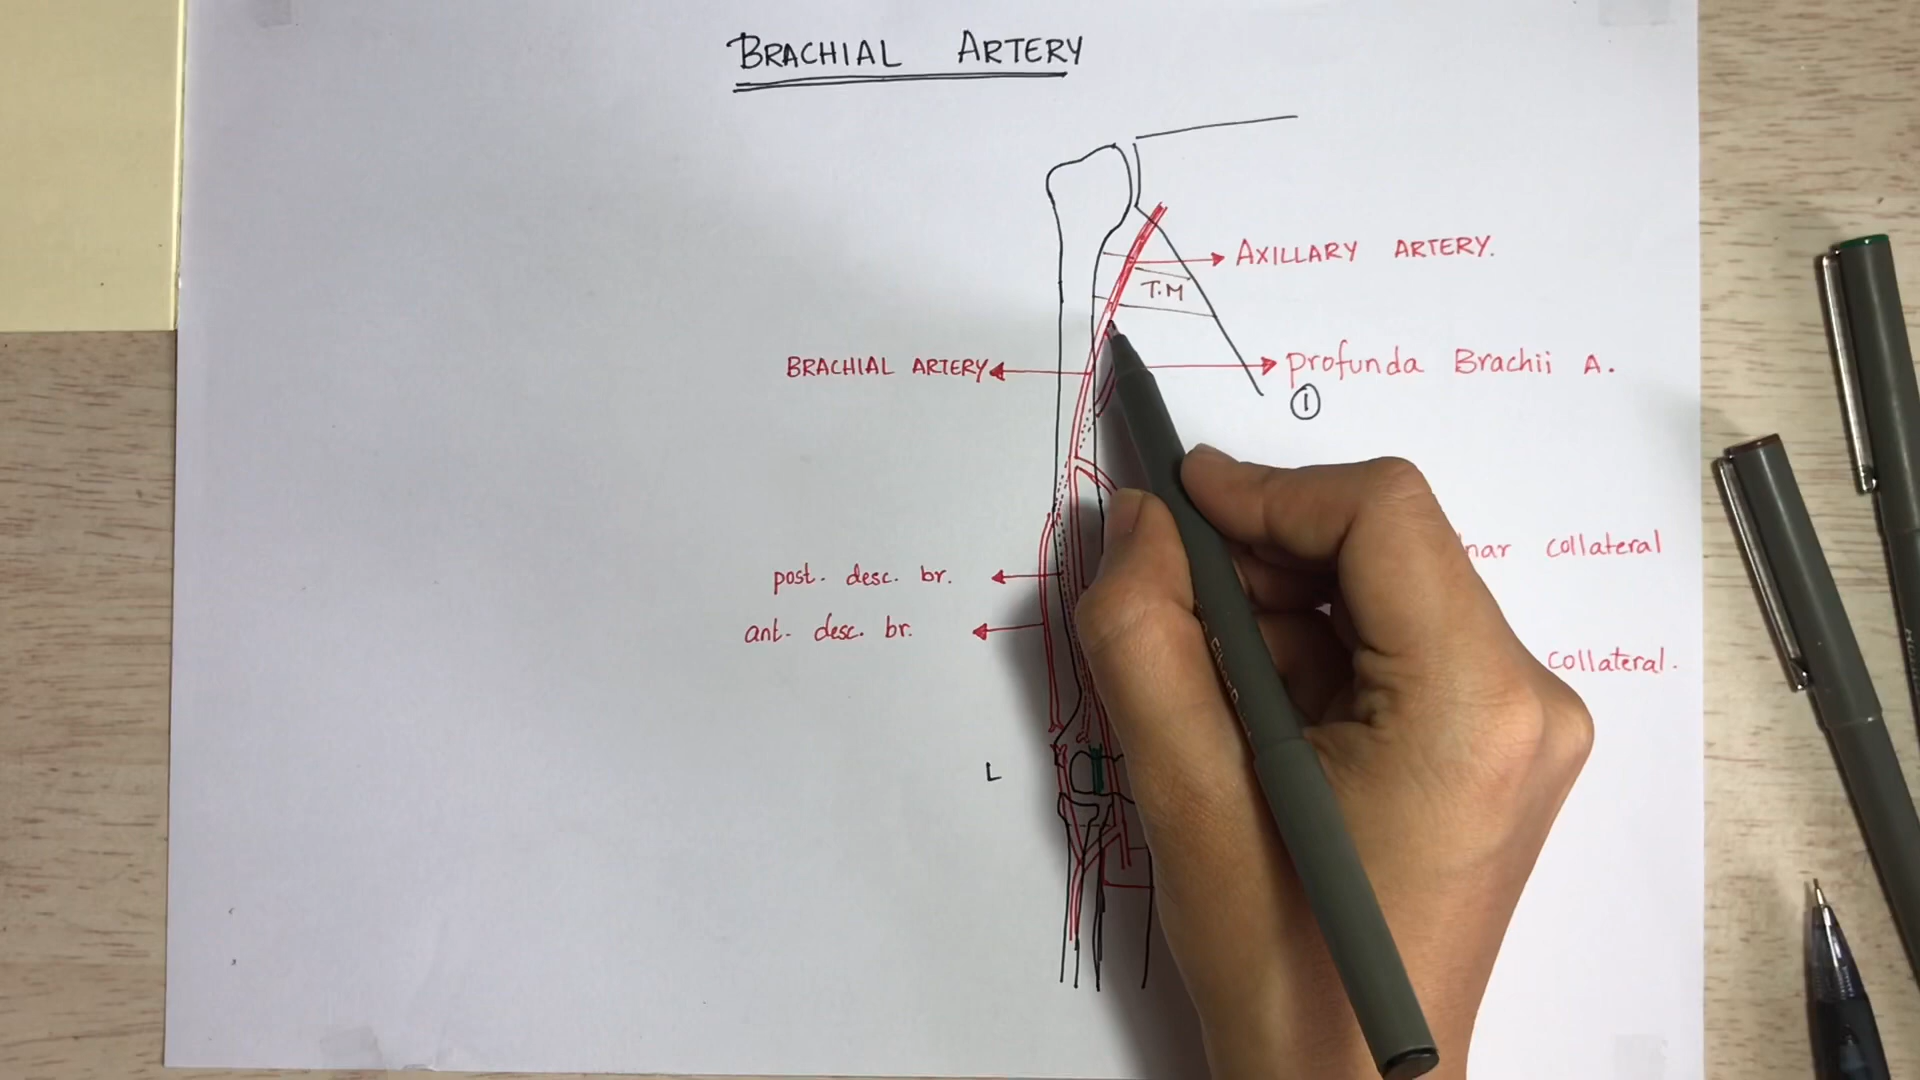 BRACHIAL ARTERY
AXILLARY ARTERY.
T.M
BRACHIAL ARTERY
Profunda Brachii A.
①
collateral
post. desc. br.
ant. desc. br.
collateral.
L